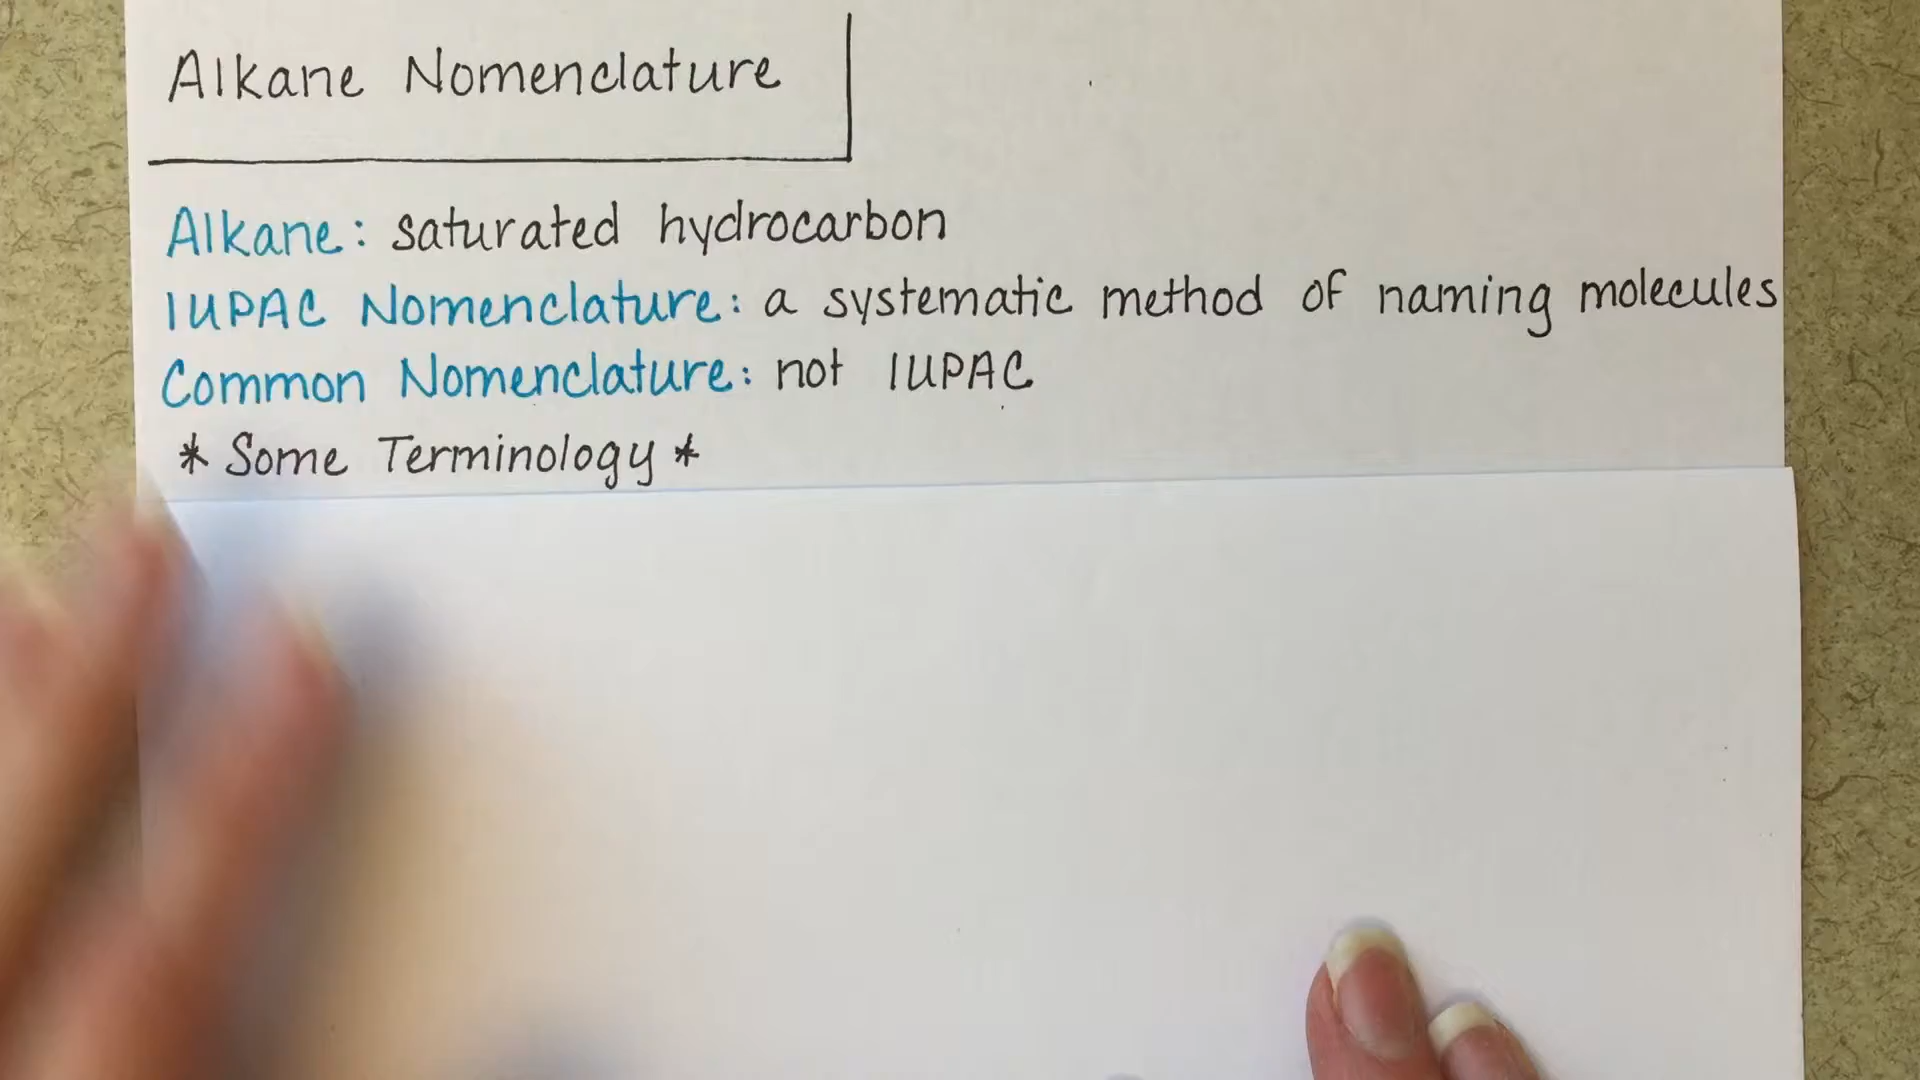 Alkane Nomenclature
Alkane: saturated hydrocarbon
IUPAC Nomenclature: a systematic method of naming molecules
Common Nomenclature: not IUPAC
* Some Terminology *